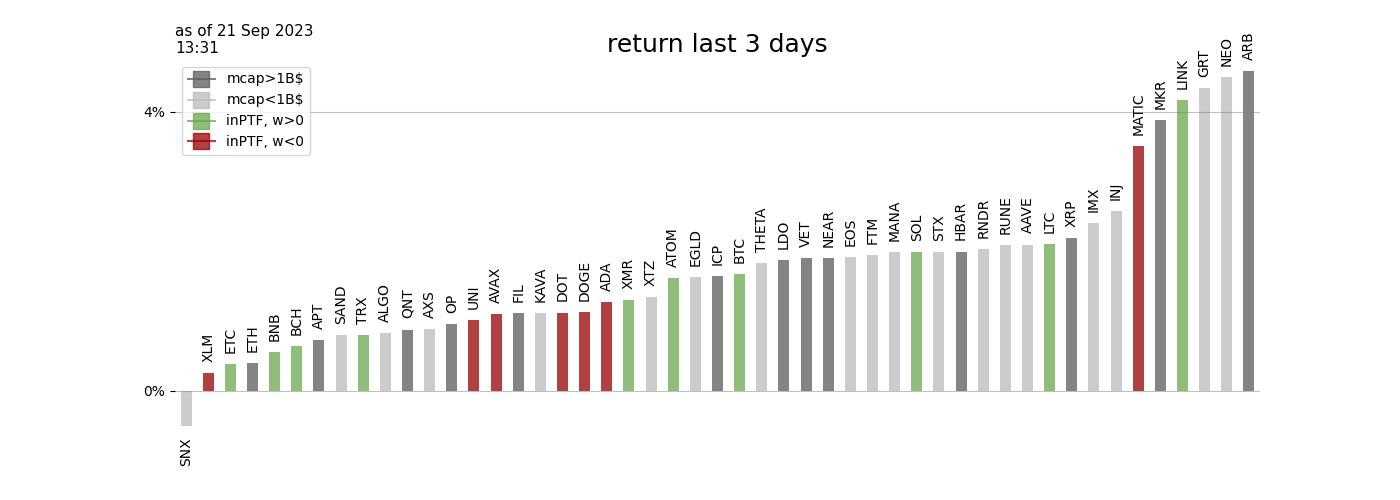 as of 21 Sep 2023
13:31
return last 3 days
mcap>1B$
mcap<1B$
inPTF, w>0
inPTF, w<0
4%
0%
SNX
XLM
ETC
ETH
BNB
BCH
APT
SAND
TRX
ALGO
QNT
AXS
OP
UNI
AVAX
FIL
KAVA
DOT
DOGE
ADA
XMR
XTZ
ATOM
EGLD
ICP
BTC
THETA
LDO
VET
NEAR
EOS
FTM
MANA
SOL
STX
HBAR
RNDR
RUNE
AAVE
LTC
XRP
IMX
INJ
MATIC
MKR
LINK
GRT
NEO
ARB